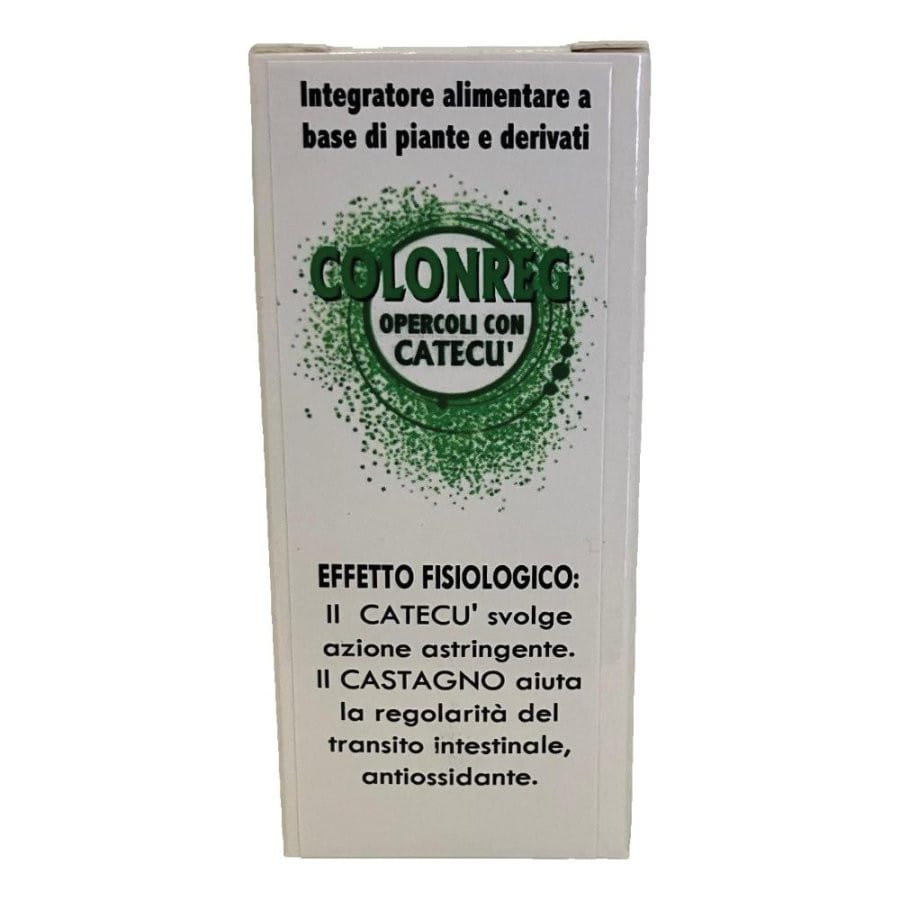 Integratore alimentare a
base di piante e derivati
COLONREG
OPERCOLI CON
CATECU'
EFFETTO FISIOLOGICO:
Il CATECU' svolge
azione astringente.
Il CASTAGNO aiuta
la regolarità del
transito intestinale,
antiossidante.